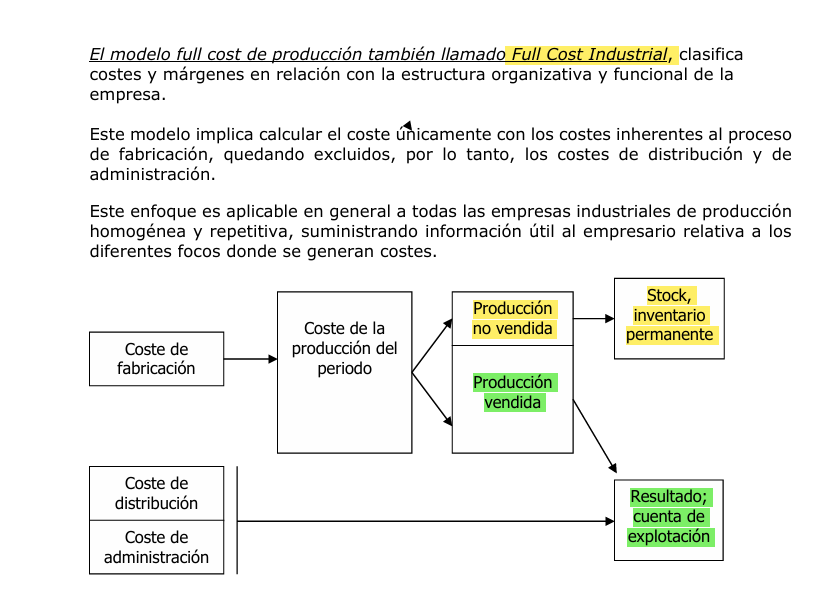 El modelo full cost de producción también llamado Full Cost Industrial, clasifica
costes y márgenes en relación con la estructura organizativa y funcional de la
empresa.
Este modelo implica calcular el coste únicamente con los costes inherentes al proceso
de fabricación, quedando excluidos, por lo tanto, los costes de distribución y de
administración.
Este enfoque es aplicable en general a todas las empresas industriales de producción
homogénea y repetitiva, suministrando información útil al empresario relativa a los
diferentes focos donde se generan costes.
Coste de
fabricación
Coste de la
producción del
periodo
Producción
no vendida
Producción
vendida
Stock,
inventario
permanente
Coste de
distribución
Coste de
administración
Resultado;
cuenta de
explotación